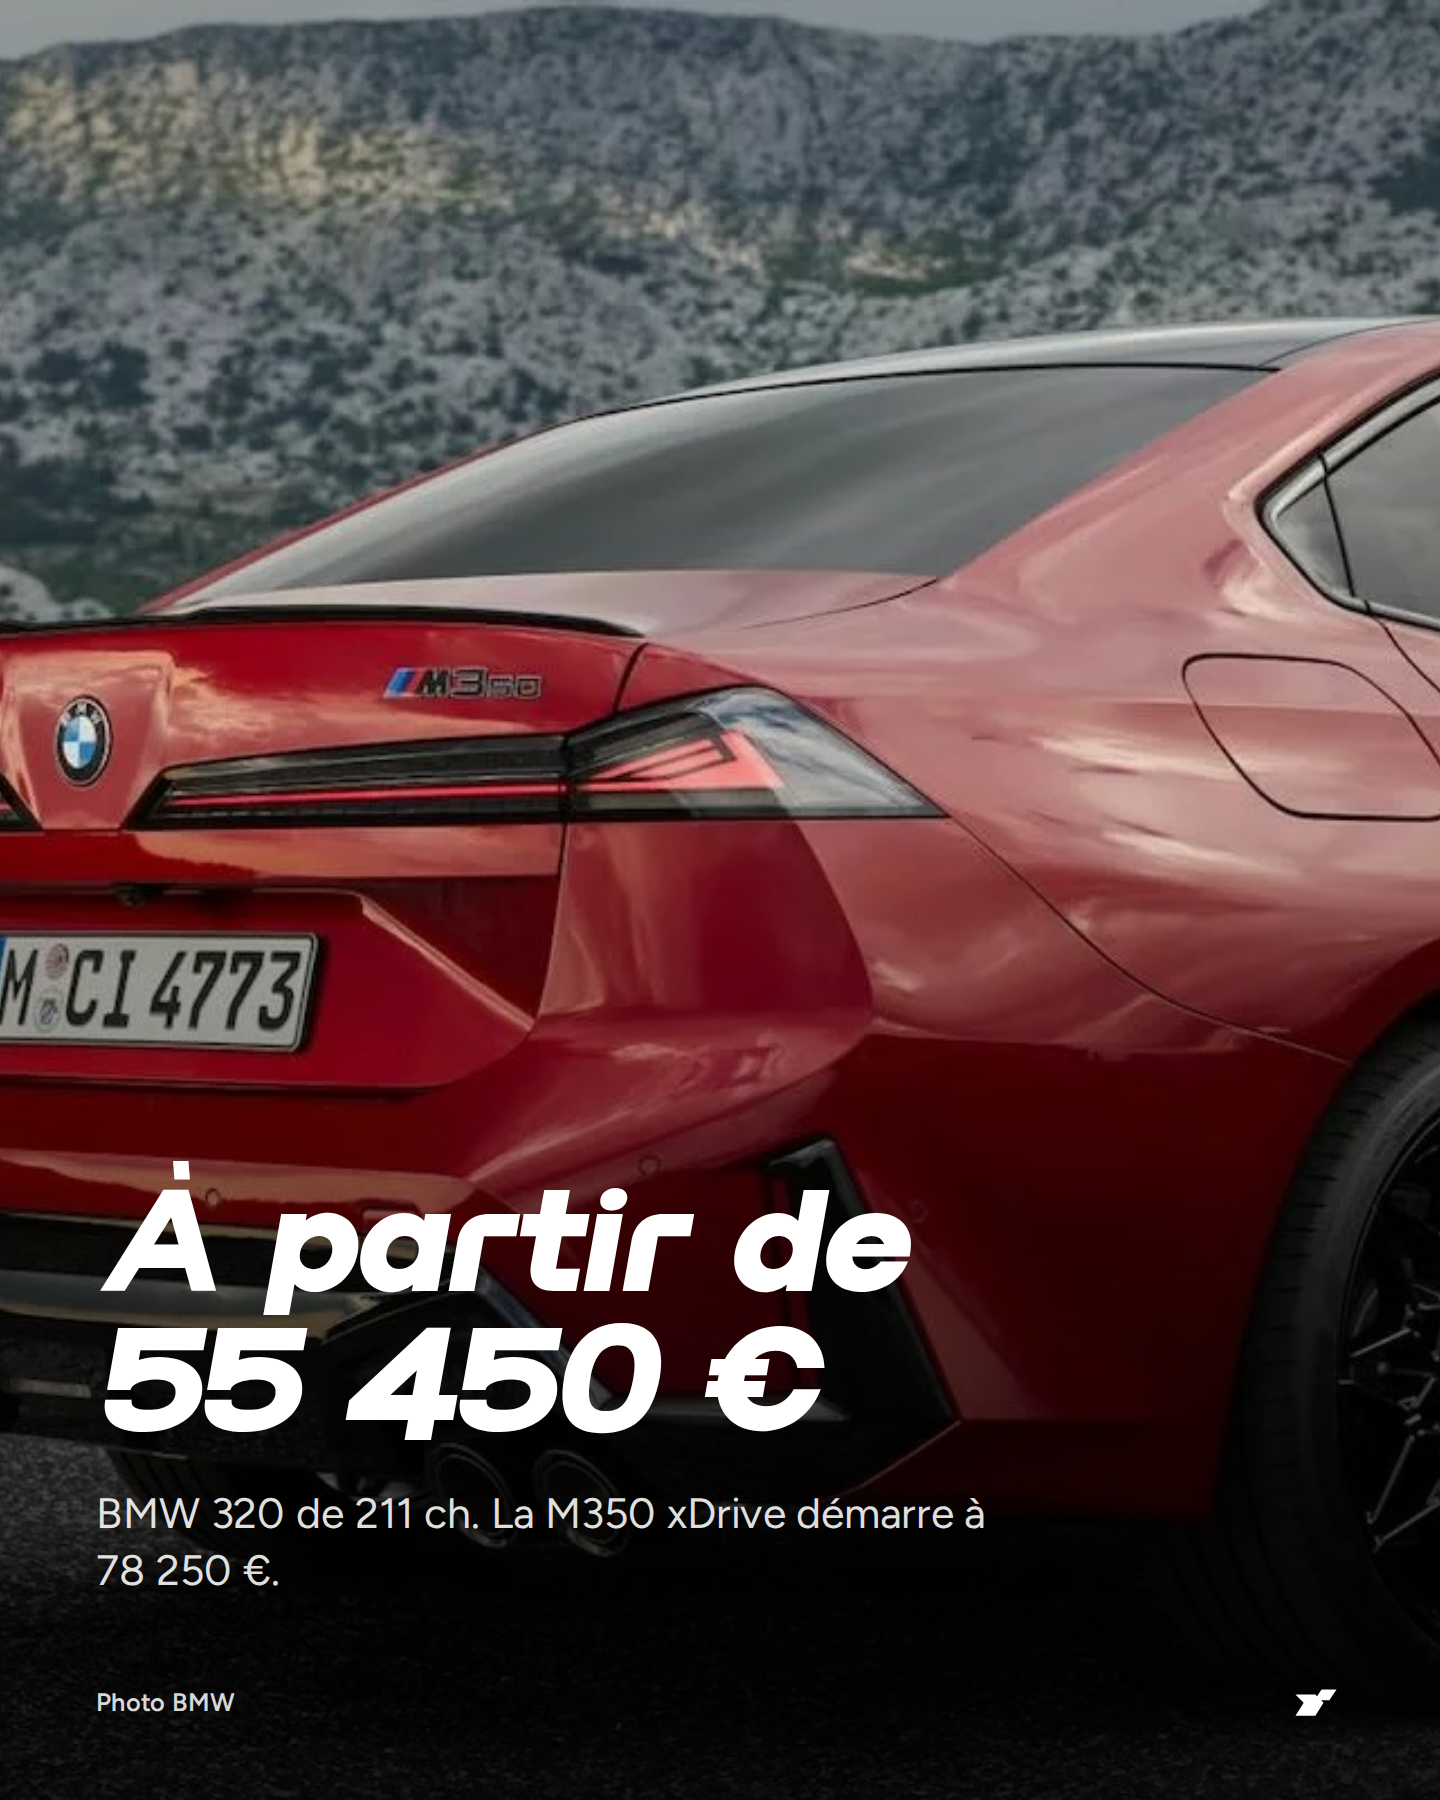 M350
BMW
M CI 4773
À partir de
55 450 €
BMW 320 de 211 ch. La M350 xDrive démarre à
78 250 €.
Photo BMW